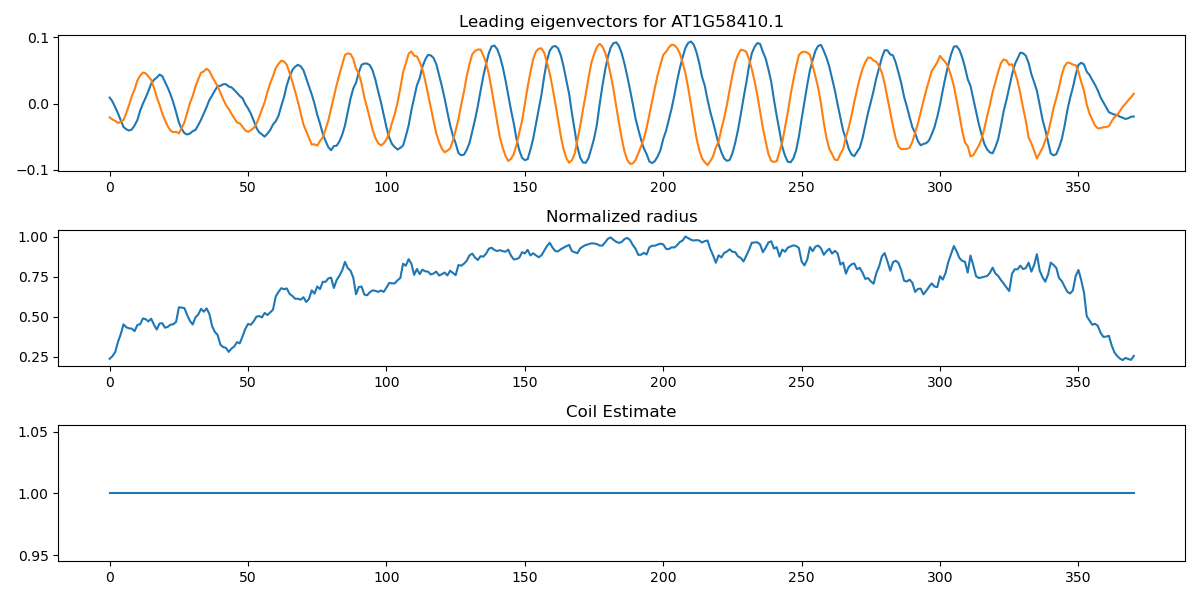 Leading eigenvectors for AT1G58410.1
0.1
0.0
−0.1
0 50 100 150 200 250 300 350
Normalized radius
1.00
0.75
0.50
0.25
0 50 100 150 200 250 300 350
Coil Estimate
1.05
1.00
0.95
0 50 100 150 200 250 300 350